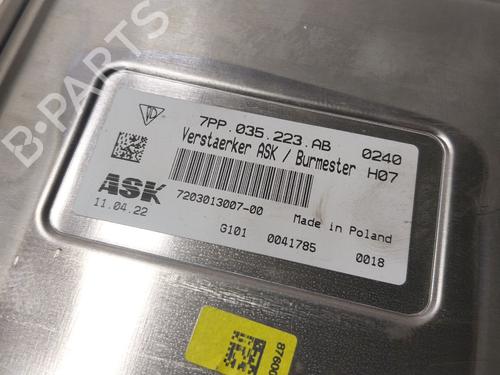 B-PARTS
7PP.035.223.AB 0240
Verstaerker ASK / Burmester H07
ASK
11.04.22
7203013007-00
Made in Poland
G101 0041785 0018